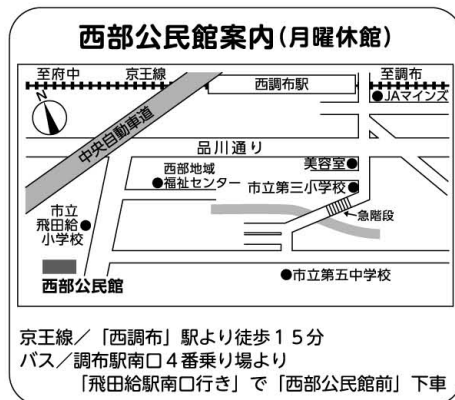 西部公民館案内(月曜休館)
至府中
京王線
西調布駅
至調布
JAマインズ
N
中央自動車道
品川通り
美容室
西部地域
福祉センター
市立第三小学校
急階段
市立
飛田給
小学校
西部公民館
市立第五中学校
京王線/「西調布」駅より徒歩15分
バス/調布駅南口4番乗り場より
「飛田給駅南口行き」で「西部公民館前」下車